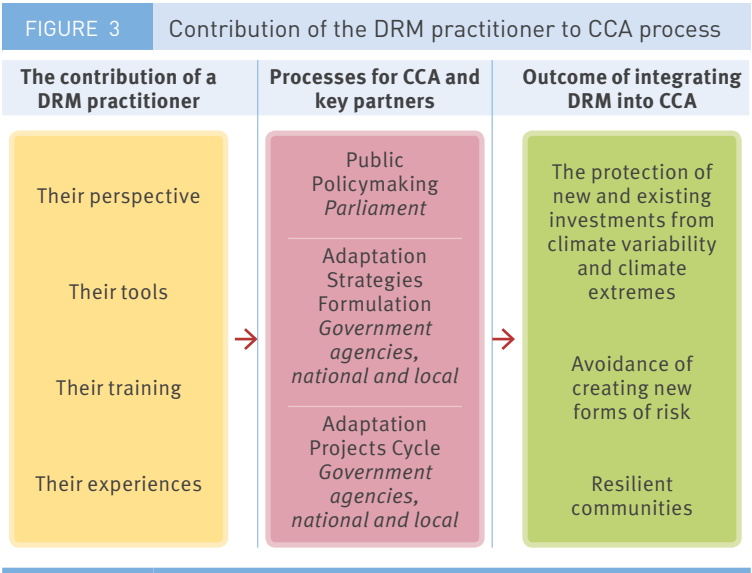 FIGURE 3
Contribution of the DRM practitioner to CCA process
The contribution of a
DRM practitioner
Their perspective
Their tools
Their training
Their experiences
Processes for CCA and
key partners
Public
Policymaking
Parliament
Adaptation
Strategies
Formulation
Government
agencies,
national and local
Adaptation
Projects Cycle
Government
agencies,
national and local
Outcome of integrating
DRM into CCA
The protection of
new and existing
investments from
climate variability
and climate
extremes
Avoidance of
creating new
forms of risk
Resilient
communities